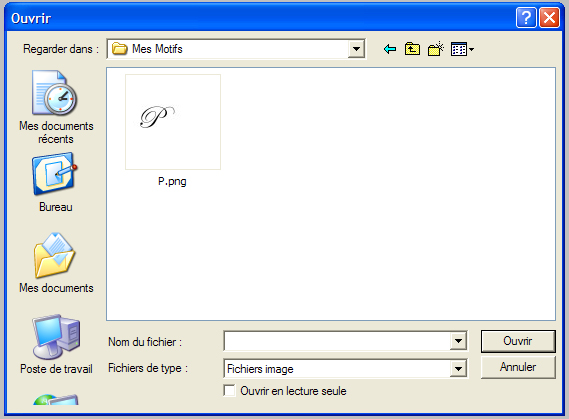 Ouvrir
Regarder dans :
Mes Motifs
Mes documents
récents
Bureau
Mes documents
Poste de travail
P
P.png
Nom du fichier :
Ouvrir
Fichiers de type :
Fichiers image
Annuler
Ouvrir en lecture seule